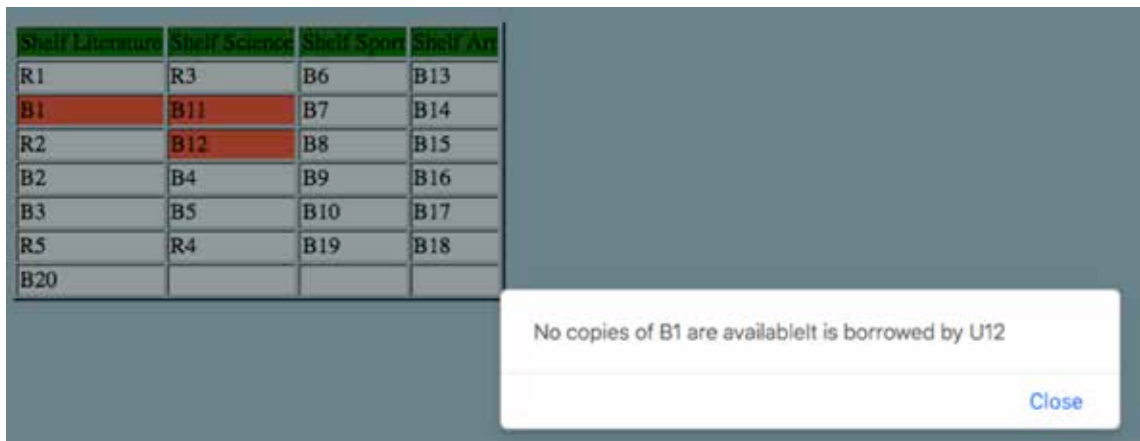 Shelf Literature Shelf Science Shelf Sport Shelf Art
R1 R3 B6 B13
B1 B11 B7 B14
R2 B12 B8 B15
B2 B4 B9 B16
B3 B5 B10 B17
R5 R4 B19 B18
B20
No copies of B1 are availableIt is borrowed by U12
Close